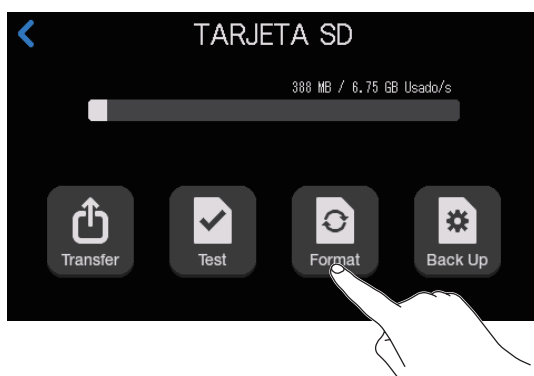 TARJETA SD
388 MB / 6.75 GB Usado/s
Transfer
Test
Format
Back Up